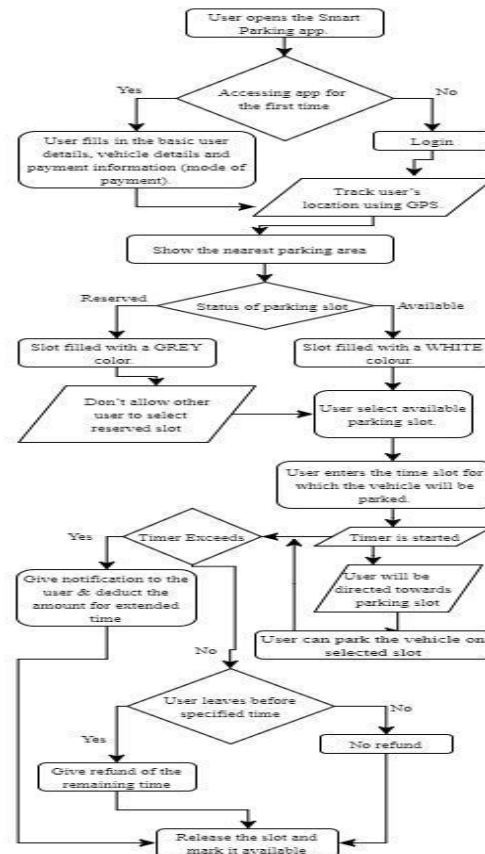 User opens the Smart
Parking app.
Accessing app for
the first time
Yes
No
User fills in the basic user
details, vehicle details and
payment information (mode of
payment).
Login
Track user's
location using GPS.
Show the nearest parking area
Status of parking slot
Reserved
Available
Slot filled with a GREY
color.
Slot filled with a WHITE
colour.
Don't allow other
user to select
reserved slot
User select available
parking slot.
User enters the time slot for
which the vehicle will be
parked.
Timer is started
Timer Exceeds
Yes
Give notification to the
user & deduct the
amount for extended
time
User will be
directed towards
parking slot
User can park the vehicle on
selected slot
No
User leaves before
specified time
Yes
No
Give refund of the
remaining time
No refund
Release the slot and
mark it available